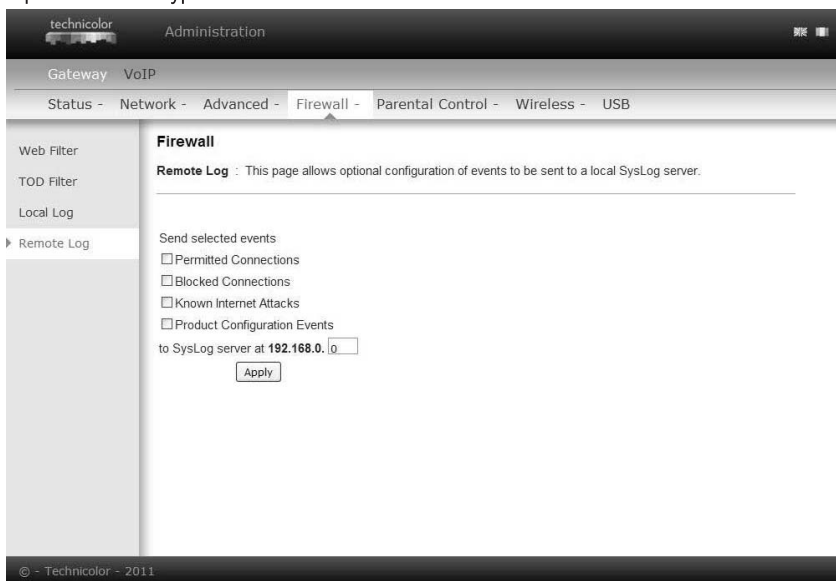 technicolor
Administration
Gateway VoIP
Status - Network - Advanced - Firewall - Parental Control - Wireless - USB
Web Filter
TOD Filter
Local Log
Remote Log
Firewall
Remote Log : This page allows optional configuration of events to be sent to a local SysLog server.
Send selected events
Permitted Connections
Blocked Connections
Known Internet Attacks
Product Configuration Events
to SysLog server at 192.168.0. 0
Apply
© - Technicolor - 2011